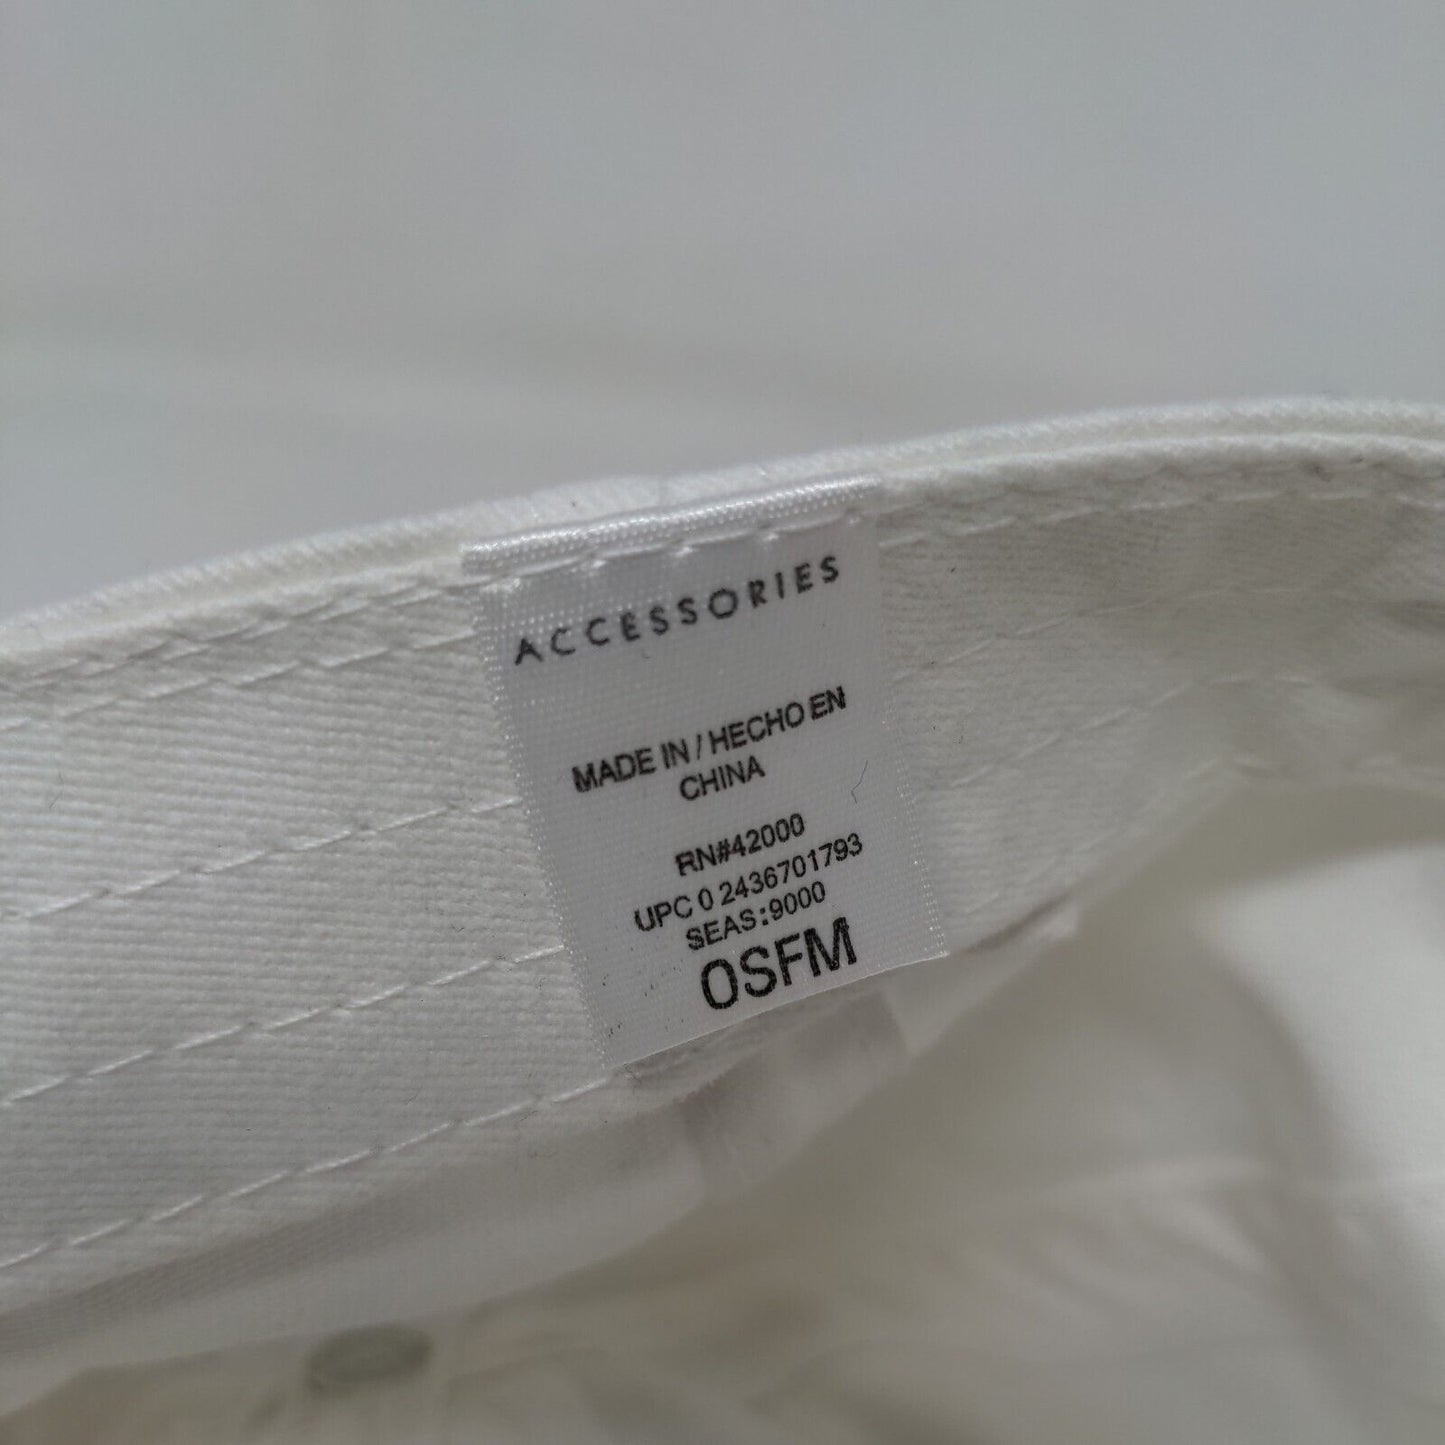 ACCESSORIES
MADE IN / HECHO EN
CHINA
RN#42000
UPC 0 2436701793
SEAS:9000
OSFM